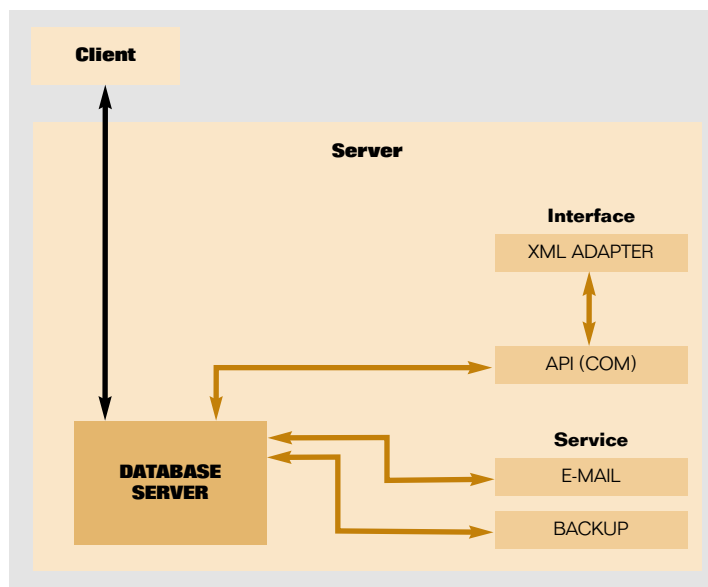 Client
Server
Interface
XML ADAPTER
API (COM)
DATABASE
SERVER
Service
E-MAIL
BACKUP